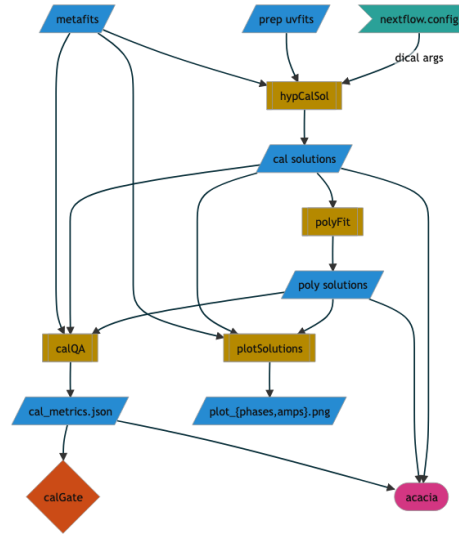 metafits
prep uvfits
nextflow.config
dical args
hypCalSol
cal solutions
polyFit
poly solutions
calQA
plotSolutions
cal_metrics.json
plot_{phases,amps}.png
calGate
acacia